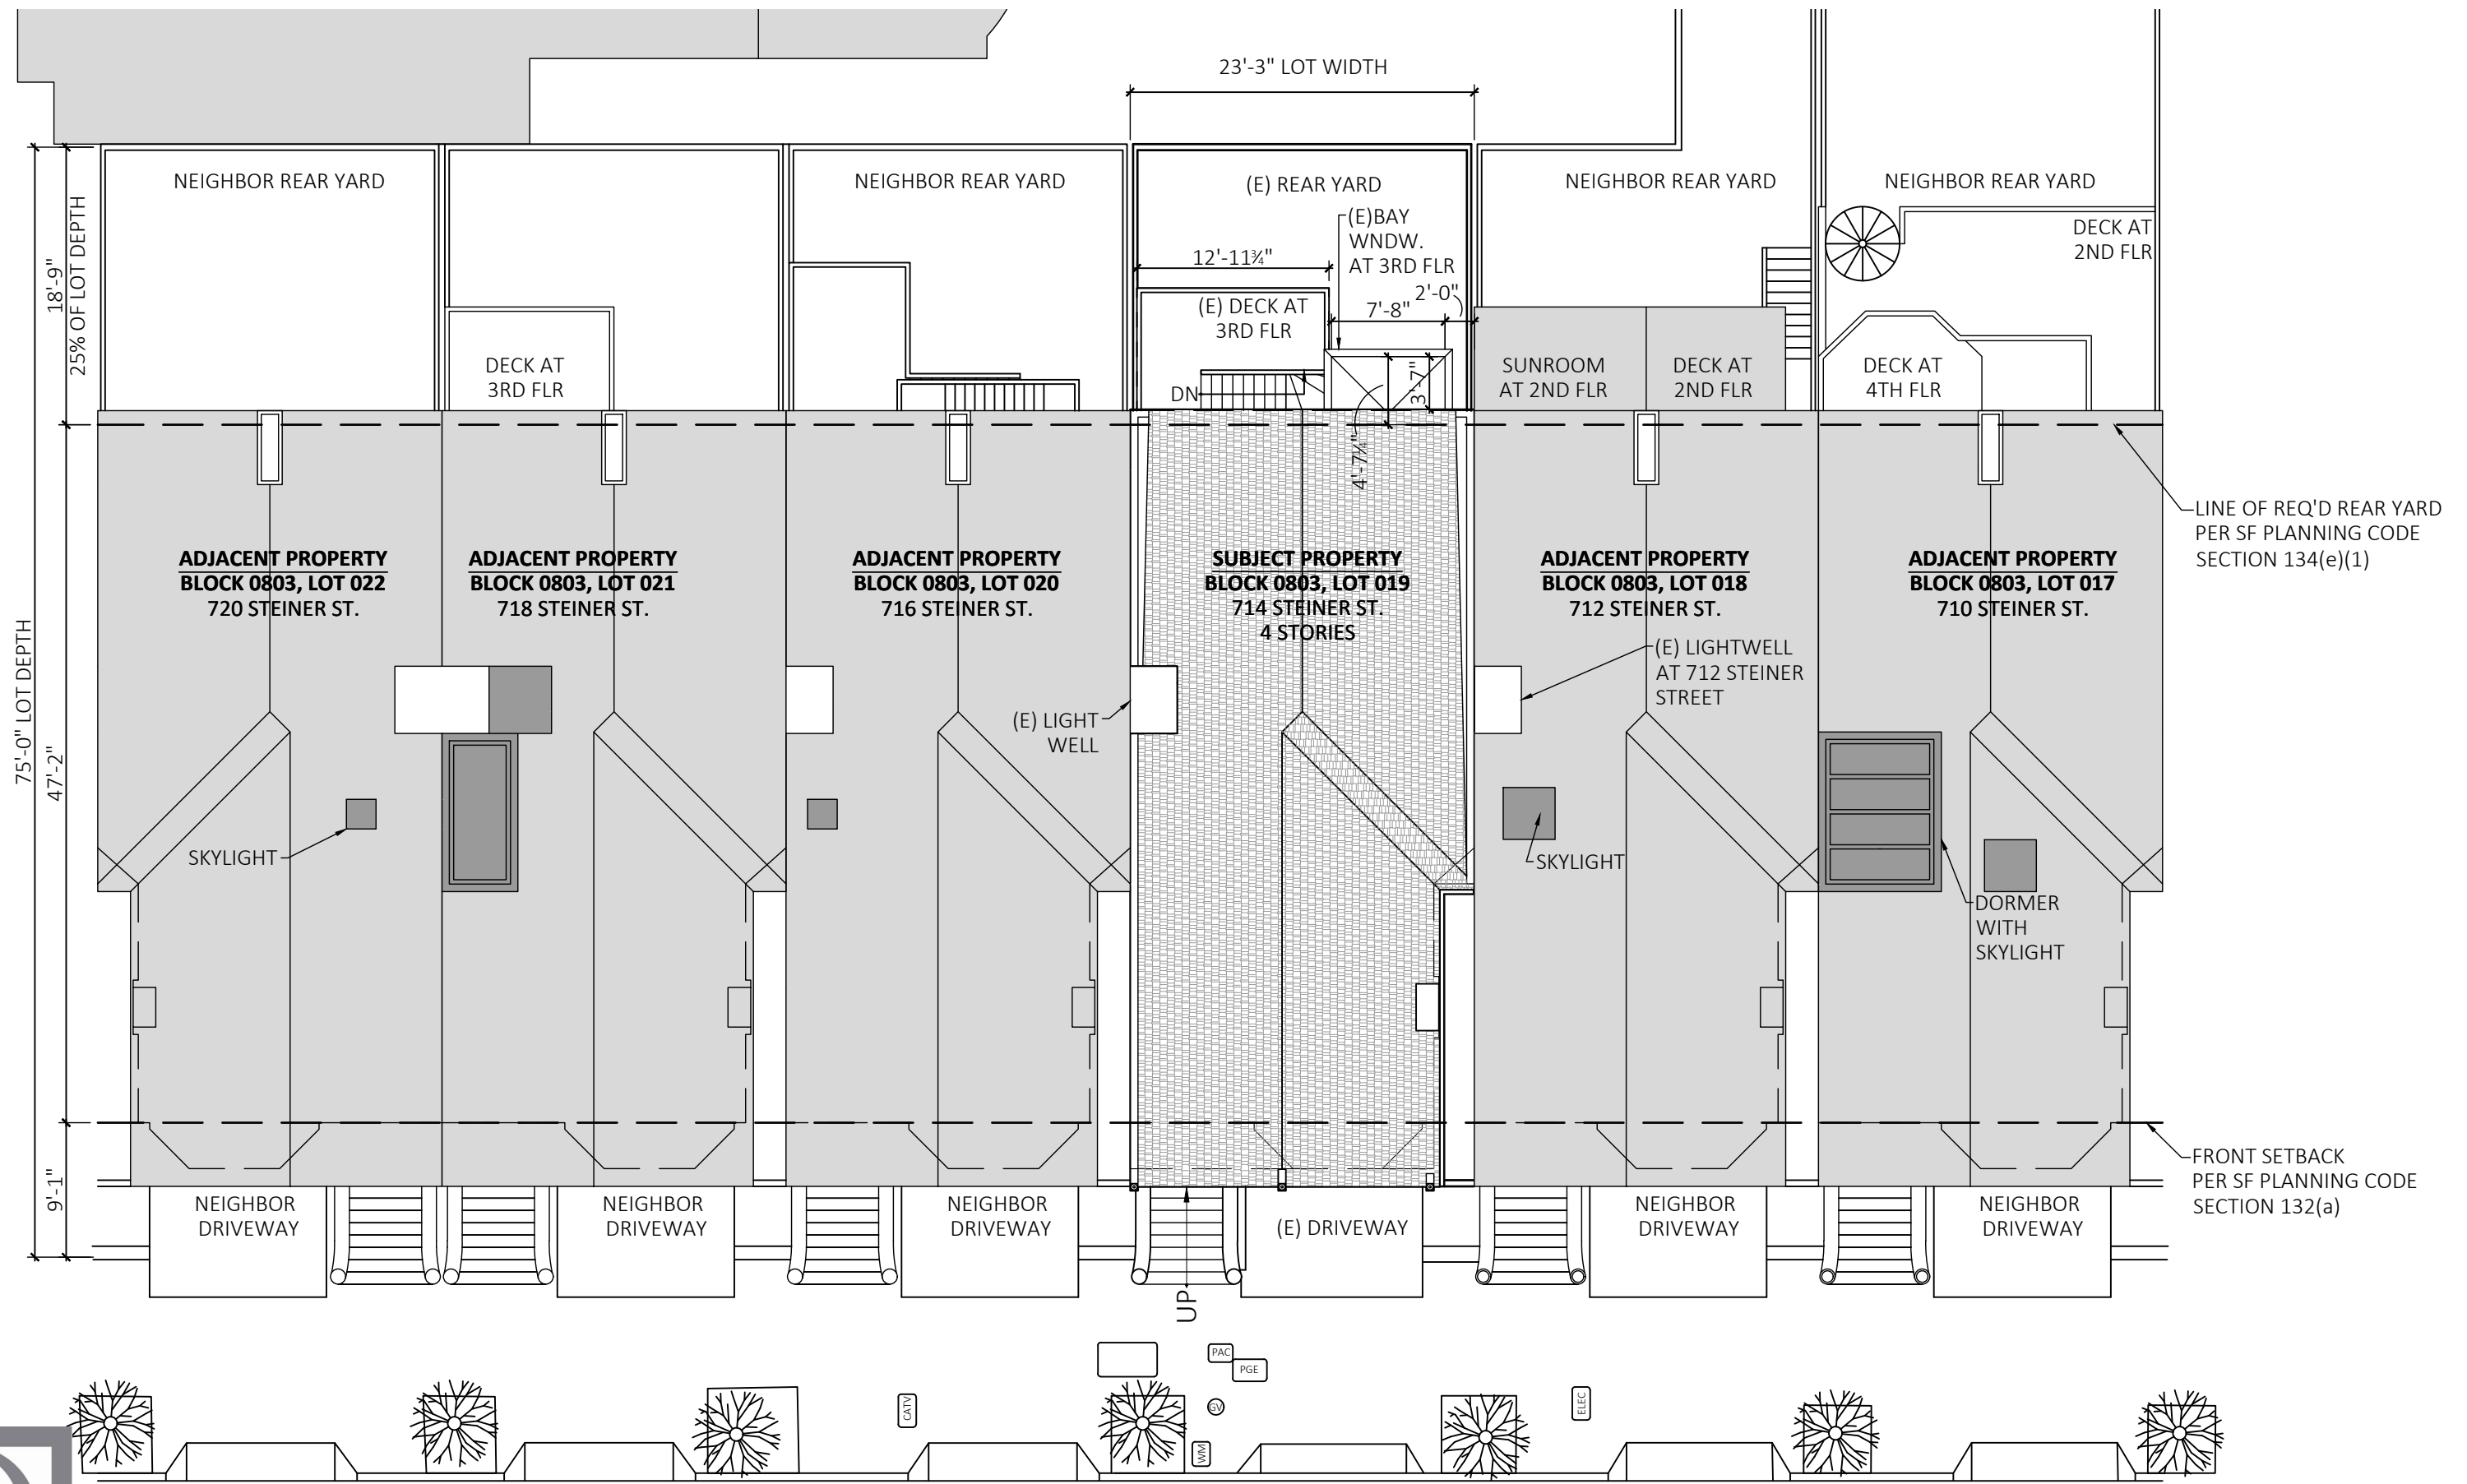 23'-3" LOT WIDTH
NEIGHBOR REAR YARD
NEIGHBOR REAR YARD
(E) REAR YARD
NEIGHBOR REAR YARD
NEIGHBOR REAR YARD
(E)BAY
WNDW.
AT 3RD FLR
DECK AT
2ND FLR
18'-9"
25% OF LOT DEPTH
12'-11¾"
2'-0"
7'-8"
(E) DECK AT
3RD FLR
DECK AT
3RD FLR
DN
3'-7"
4'-7¼"
SUNROOM
AT 2ND FLR
DECK AT
2ND FLR
DECK AT
4TH FLR
LINE OF REQ'D REAR YARD
PER SF PLANNING CODE
SECTION 134(e)(1)
ADJACENT PROPERTY
BLOCK 0803, LOT 022
720 STEINER ST.
ADJACENT PROPERTY
BLOCK 0803, LOT 021
718 STEINER ST.
ADJACENT PROPERTY
BLOCK 0803, LOT 020
716 STEINER ST.
SUBJECT PROPERTY
BLOCK 0803, LOT 019
714 STEINER ST.
4 STORIES
ADJACENT PROPERTY
BLOCK 0803, LOT 018
712 STEINER ST.
ADJACENT PROPERTY
BLOCK 0803, LOT 017
710 STEINER ST.
75'-0" LOT DEPTH
47'-2"
(E) LIGHT
WELL
(E) LIGHTWELL
AT 712 STEINER
STREET
SKYLIGHT
SKYLIGHT
DORMER
WITH
SKYLIGHT
9'-1"
FRONT SETBACK
PER SF PLANNING CODE
SECTION 132(a)
NEIGHBOR
DRIVEWAY
NEIGHBOR
DRIVEWAY
NEIGHBOR
DRIVEWAY
(E) DRIVEWAY
NEIGHBOR
DRIVEWAY
NEIGHBOR
DRIVEWAY
UP
PAC
PGE
CATV
GV
ELEC
WM